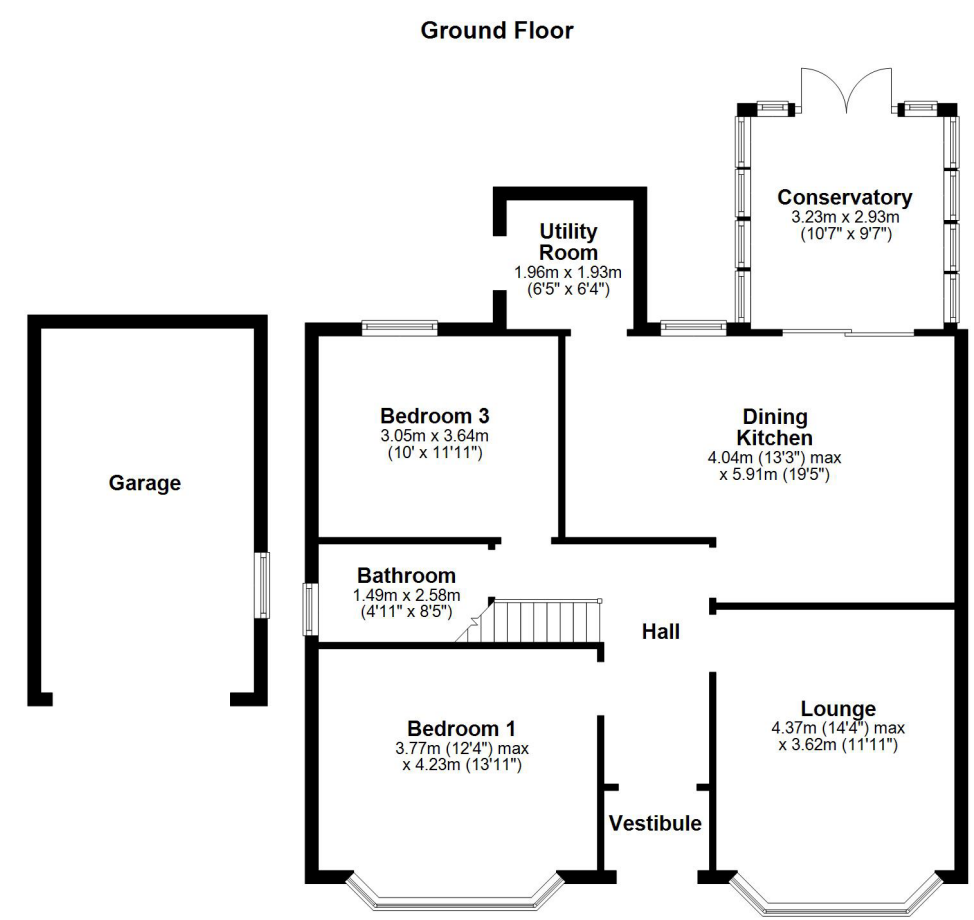 Ground Floor
Conservatory
3.23m x 2.93m
(10'7" x 9'7")
Utility
Room
1.96m x 1.93m
(6'5" x 6'4")
Bedroom 3
3.05m x 3.64m
(10' x 11'11")
Dining
Kitchen
4.04m (13'3") max
x 5.91m (19'5")
Garage
Bathroom
1.49m x 2.58m
(4'11" x 8'5")
Hall
Bedroom 1
3.77m (12'4") max
x 4.23m (13'11")
Lounge
4.37m (14'4") max
x 3.62m (11'11")
Vestibule